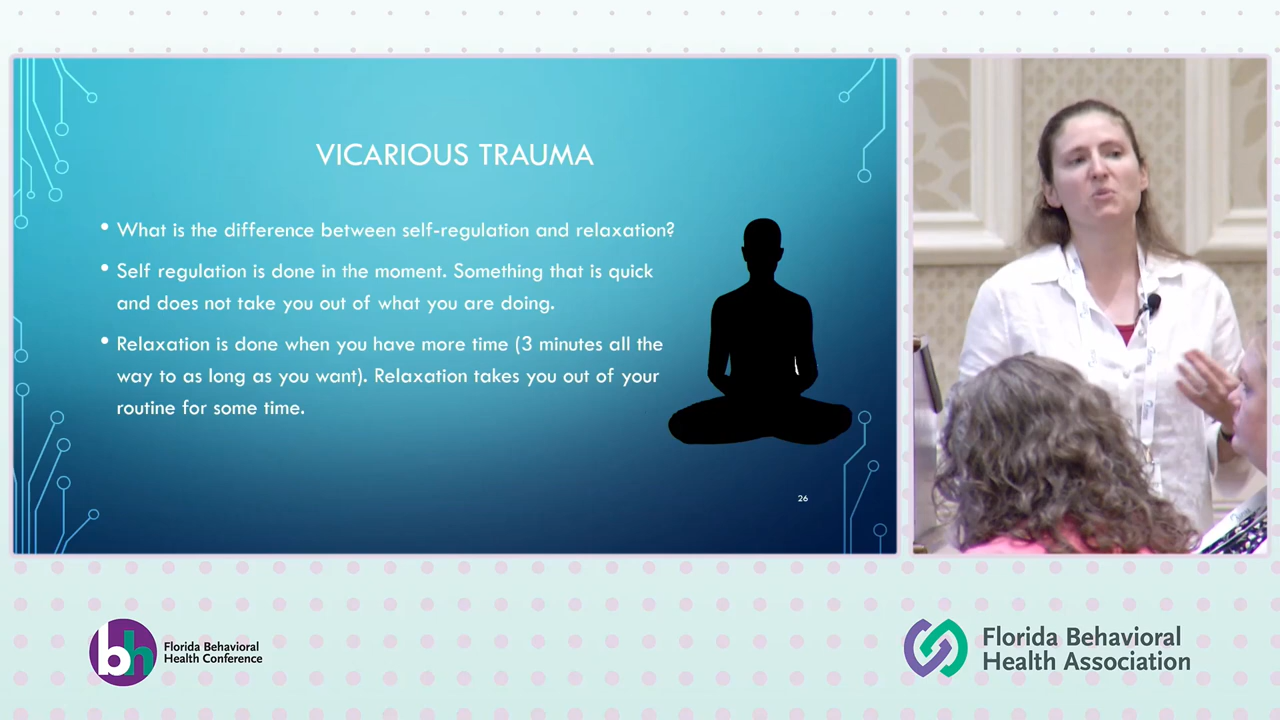 VICARIOUS TRAUMA
• What is the difference between self-regulation and relaxation?
• Self regulation is done in the moment. Something that is quick
and does not take you out of what you are doing.
• Relaxation is done when you have more time (3 minutes all the
way to as long as you want). Relaxation takes you out of your
routine for some time.
26
bh
Florida Behavioral
Health Conference
Florida Behavioral
Health Association